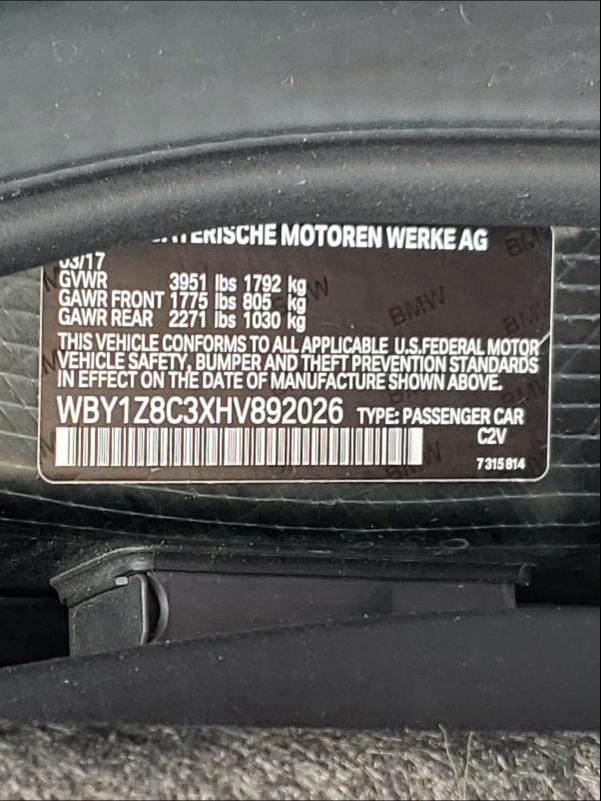 BAYERISCHE MOTOREN WERKE AG
03/17
GVWR 3951 lbs 1792 kg
GAWR FRONT 1775 lbs 805 kg
GAWR REAR 2271 lbs 1030 kg
THIS VEHICLE CONFORMS TO ALL APPLICABLE U.S.FEDERAL MOTOR
VEHICLE SAFETY, BUMPER AND THEFT PREVENTION STANDARDS
IN EFFECT ON THE DATE OF MANUFACTURE SHOWN ABOVE.
WBY1Z8C3XHV892026 TYPE: PASSENGER CAR
C2V
7 315 814